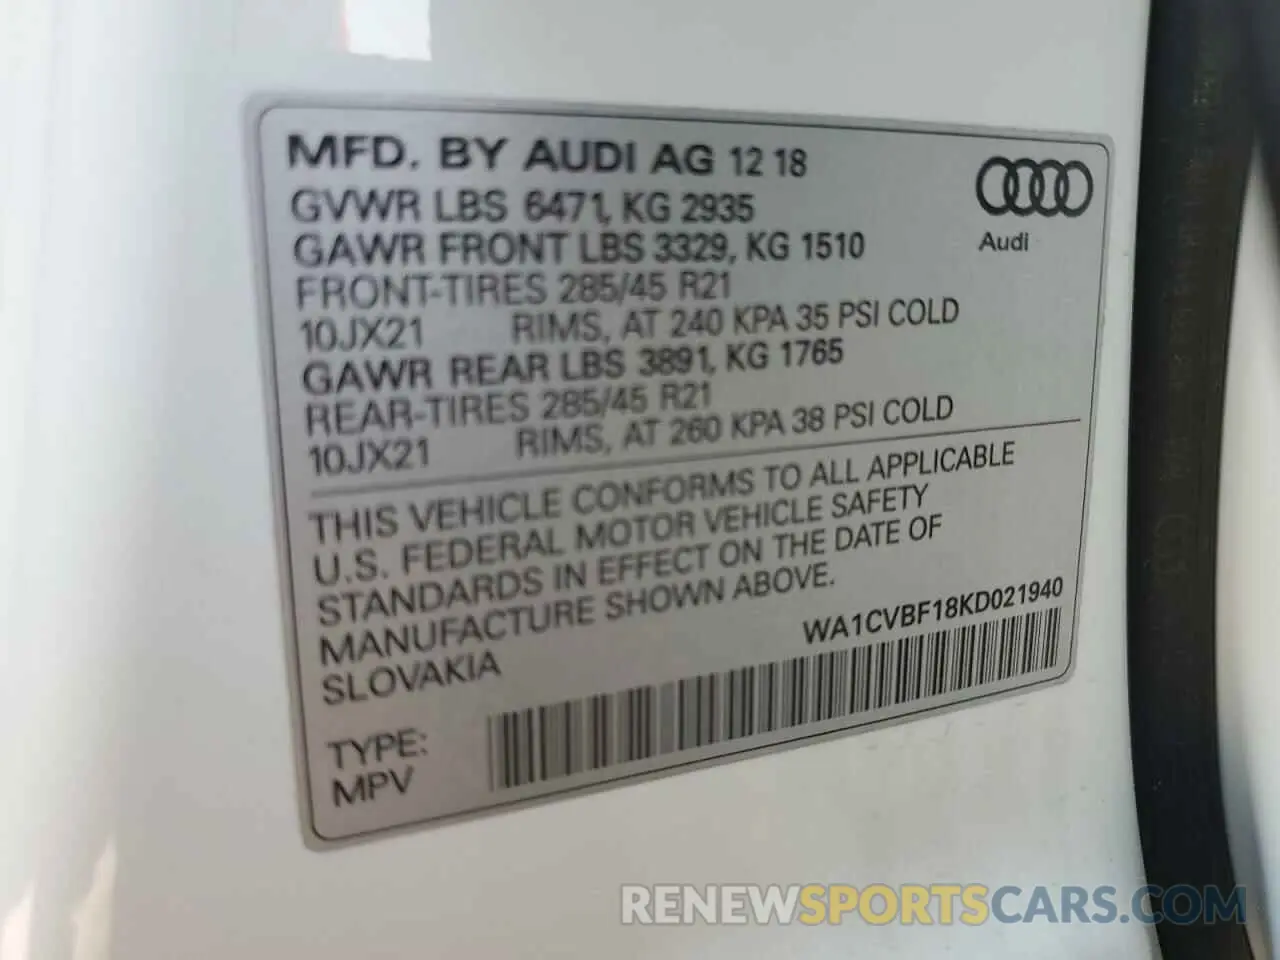 MFD. BY AUDI AG 12 18
GVWR LBS 6471, KG 2935
GAWR FRONT LBS 3329, KG 1510
FRONT-TIRES 285/45 R21
10JX21 RIMS, AT 240 KPA 35 PSI COLD
GAWR REAR LBS 3891, KG 1765
REAR-TIRES 285/45 R21
10JX21 RIMS, AT 260 KPA 38 PSI COLD
Audi
THIS VEHICLE CONFORMS TO ALL APPLICABLE
U.S. FEDERAL MOTOR VEHICLE SAFETY
STANDARDS IN EFFECT ON THE DATE OF
MANUFACTURE SHOWN ABOVE.
SLOVAKIA
WA1CVBF18KD021940
TYPE:
MPV
RENEWSPORTSCARS.COM